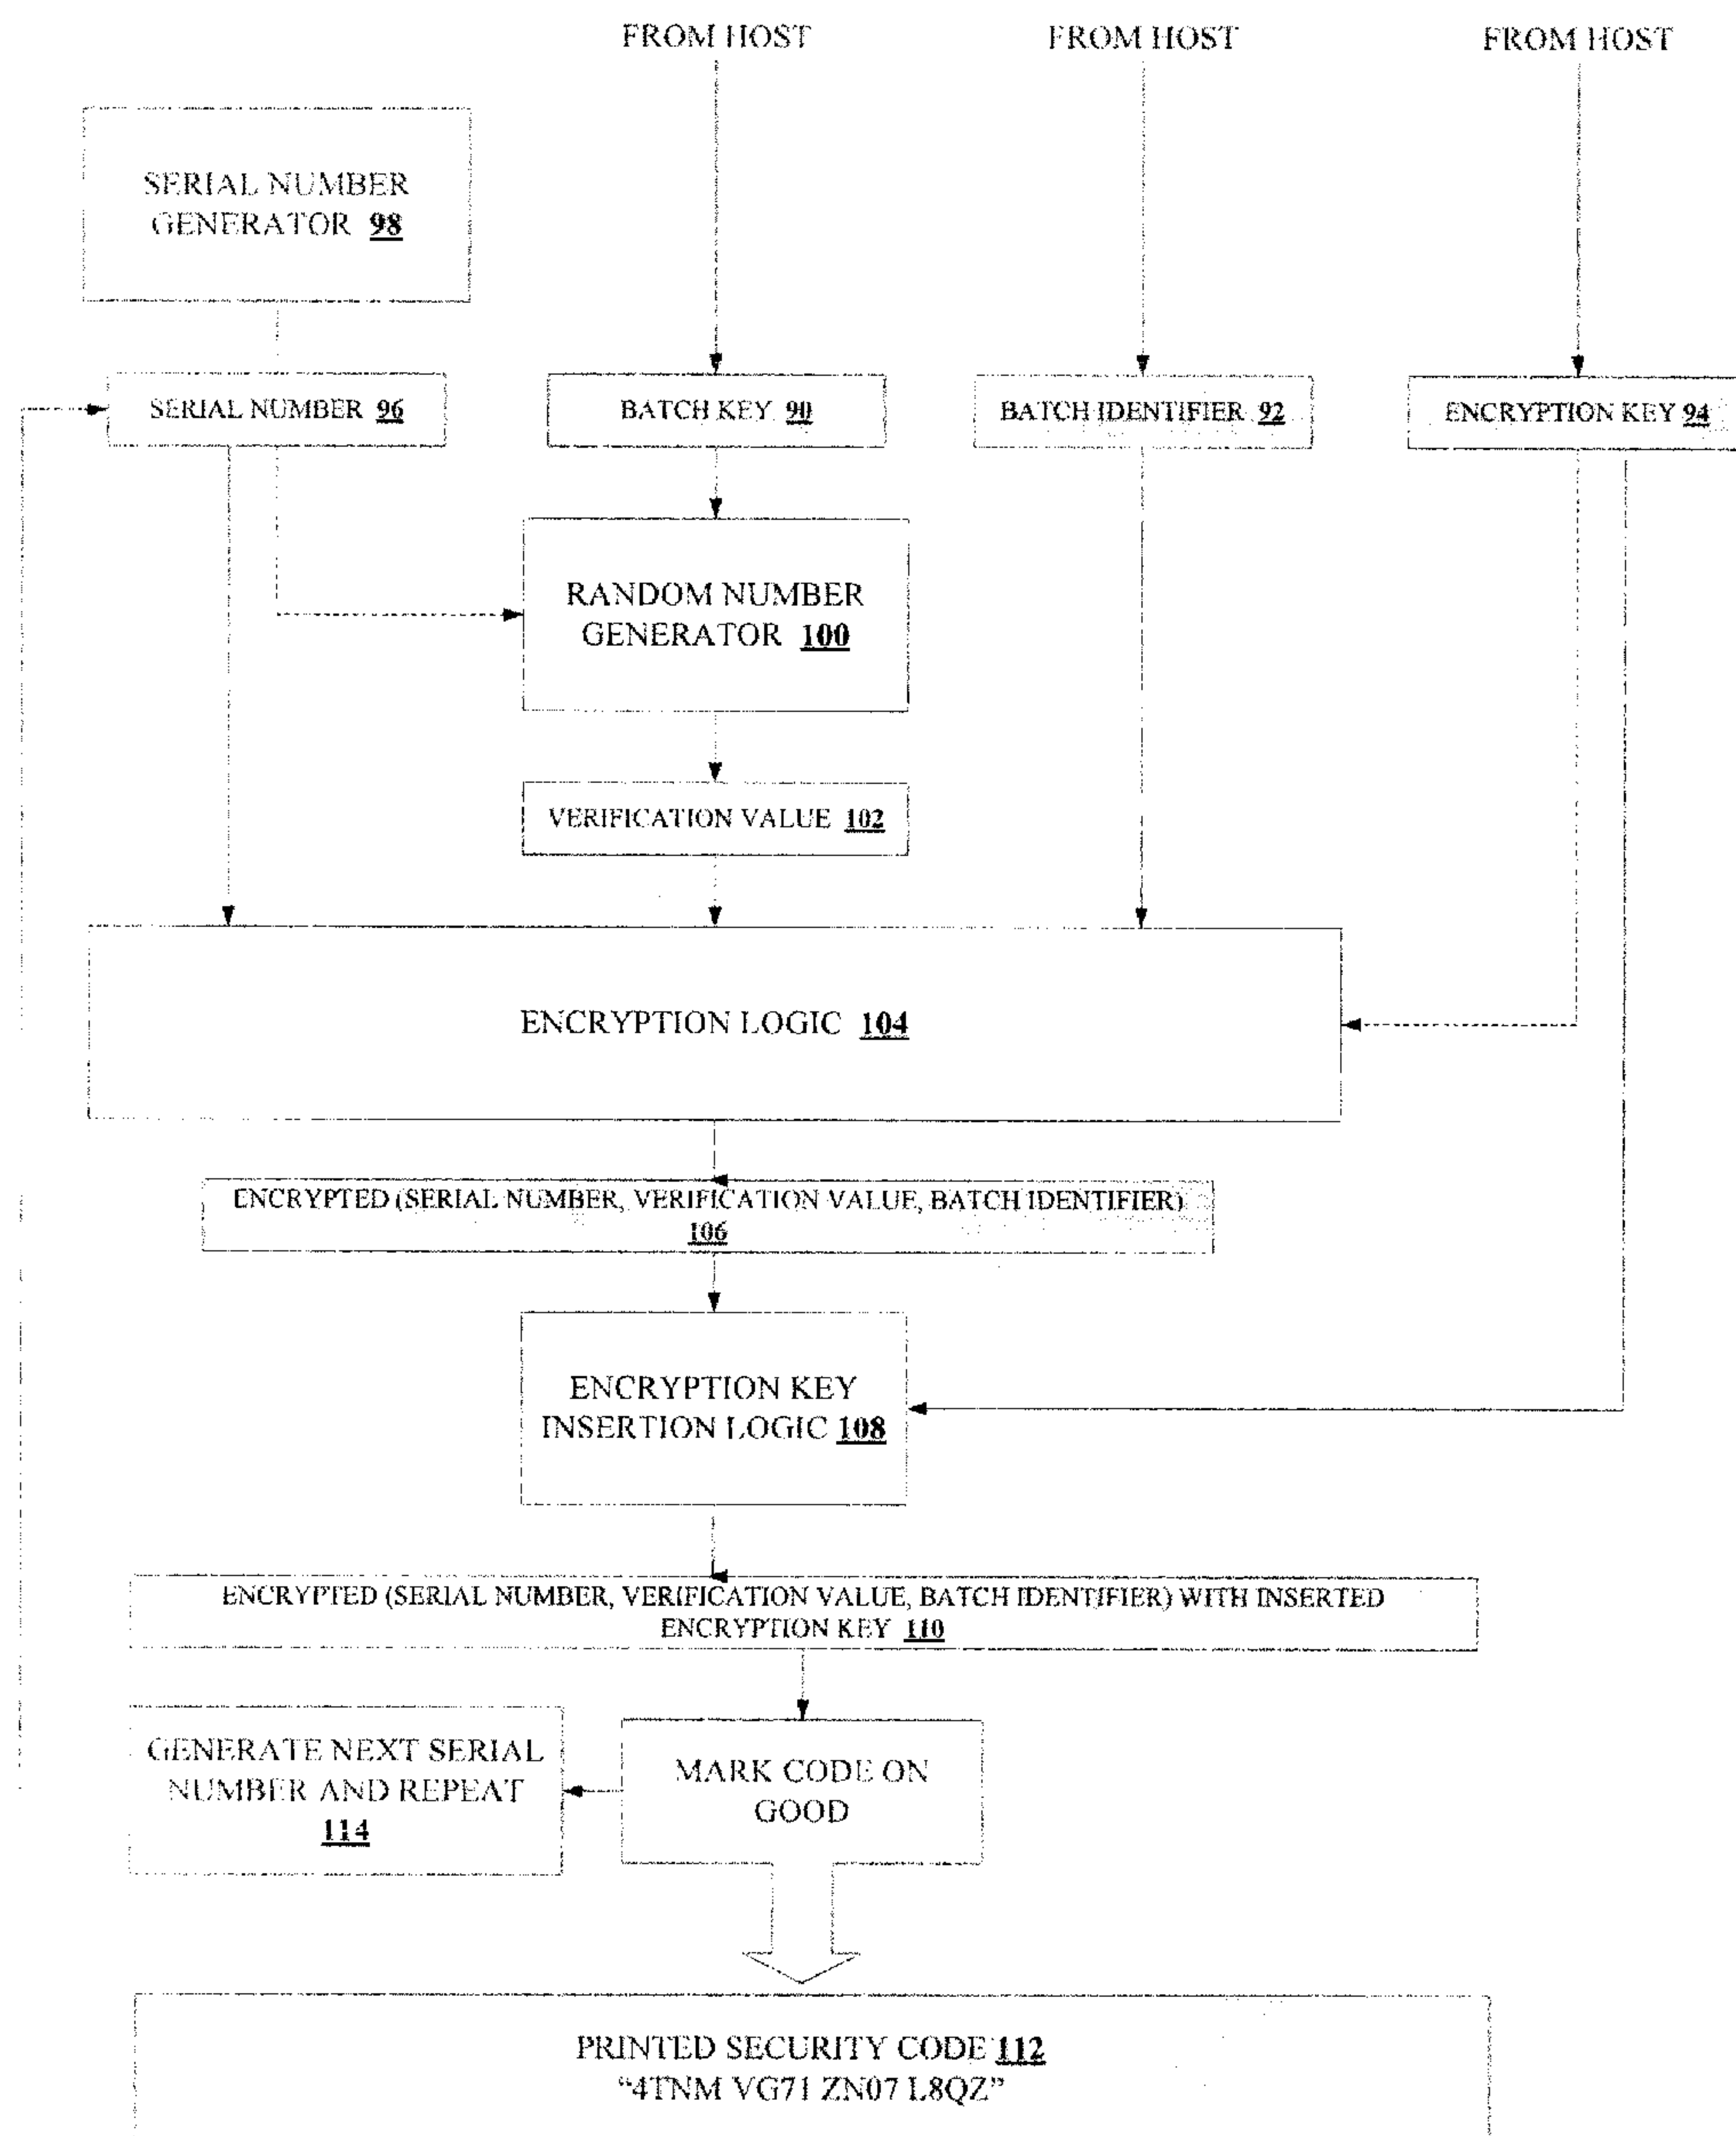 FROM HOST
FROM HOST
FROM HOST
SERIAL NUMBER
GENERATOR 98
SERIAL NUMBER 96
BATCH KEY 90
BATCH IDENTIFIER 92
ENCRYPTION KEY 94
RANDOM NUMBER
GENERATOR 100
VERIFICATION VALUE 102
ENCRYPTION LOGIC 104
ENCRYPTED (SERIAL NUMBER, VERIFICATION VALUE, BATCH IDENTIFIER)
106
ENCRYPTION KEY
INSERTION LOGIC 108
ENCRYPTED (SERIAL NUMBER, VERIFICATION VALUE, BATCH IDENTIFIER) WITH INSERTED
ENCRYPTION KEY 110
GENERATE NEXT SERIAL
NUMBER AND REPEAT
114
MARK CODE ON
GOOD
PRINTED SECURITY CODE 112
“4TNM VG71 ZN07 L8QZ”